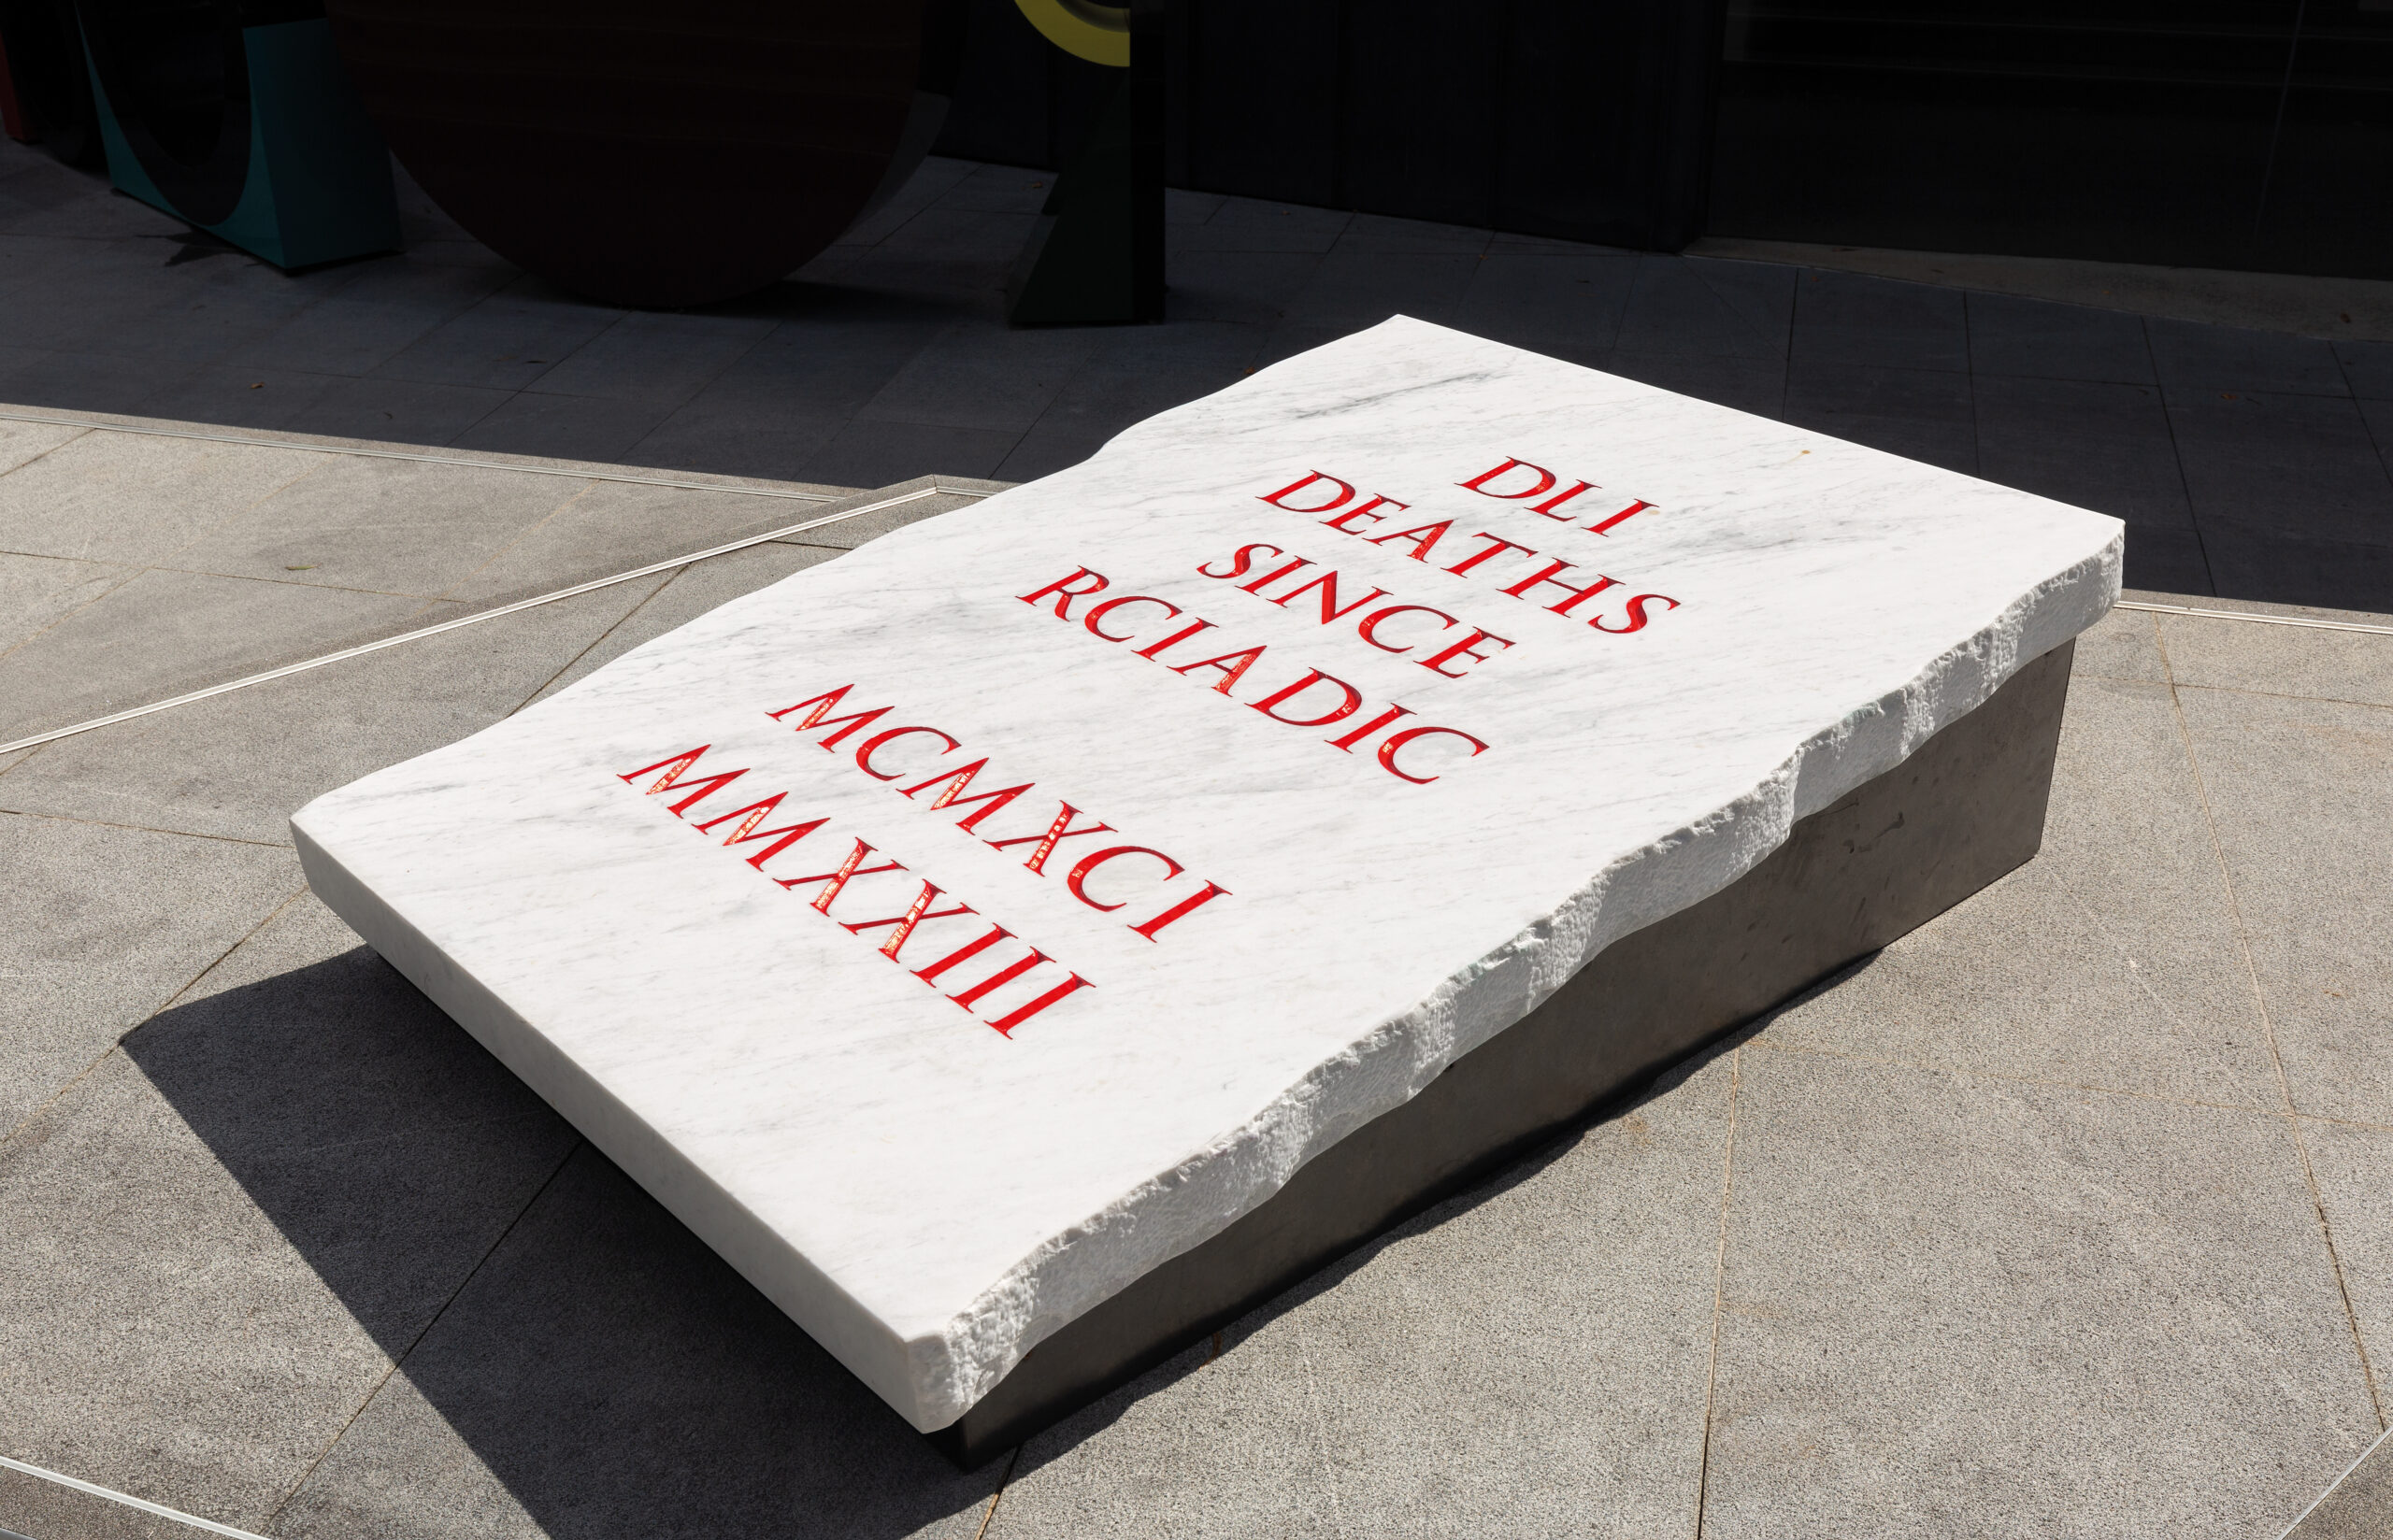 DLI
DEATHS
SINCE
RCIADIC
MCMXCI
MMXXIII